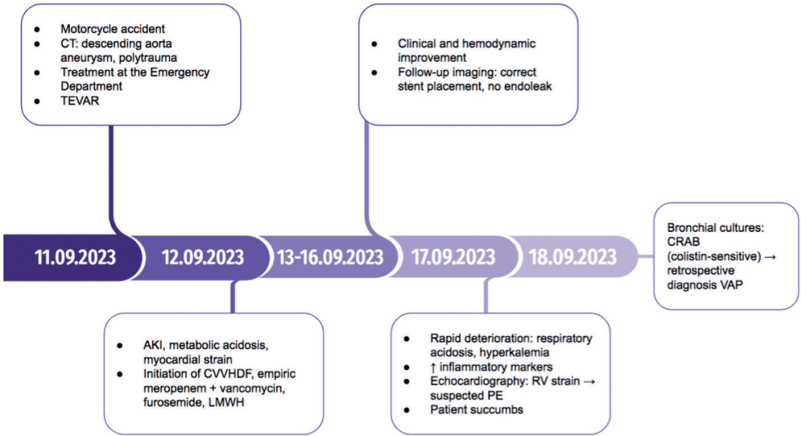 Motorcycle accident
CT: descending aorta
aneurysm, polytrauma
Treatment at the Emergency
Department
TEVAR
Clinical and hemodynamic
improvement
Follow-up imaging: correct
stent placement, no endoleak
11.09.2023
12.09.2023
13-16.09.2023
17.09.2023
18.09.2023
Bronchial cultures:
CRAB
(colistin-sensitive) →
retrospective
diagnosis VAP
AKI, metabolic acidosis,
myocardial strain
Initiation of CVVHDF, empiric
meropenem + vancomycin,
furosemide, LMWH
Rapid deterioration: respiratory
acidosis, hyperkalemia
↑ inflammatory markers
Echocardiography: RV strain →
suspected PE
Patient succumbs